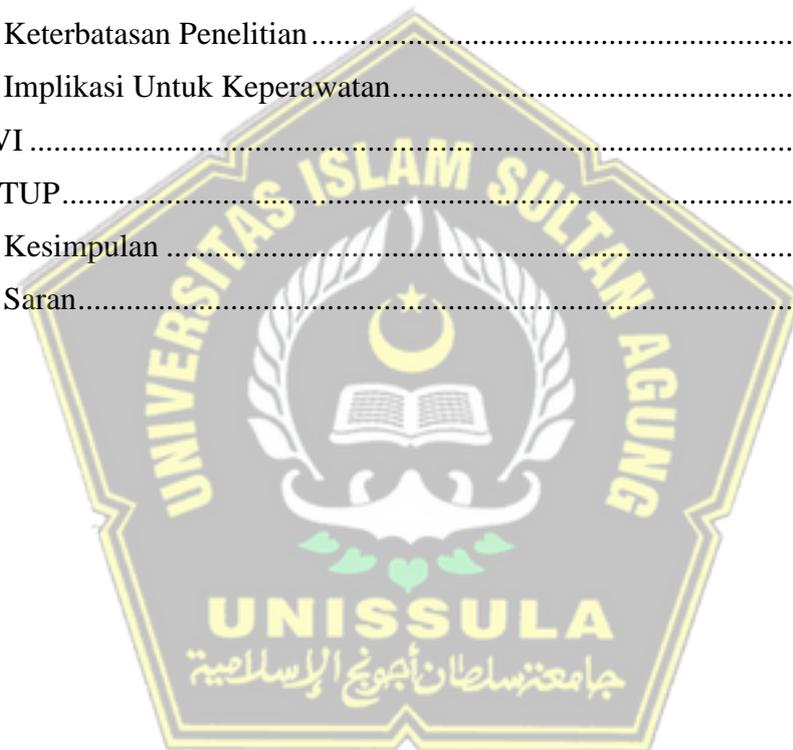 Keterbatasan Penelitian
Implikasi Untuk Keperawatan
VI
TUP
Kesimpulan
Saran
UNIVERSITAS ISLAM SULTAN AGUNG
UNISSULA
جامعة سلطان أجونج الإسلامية